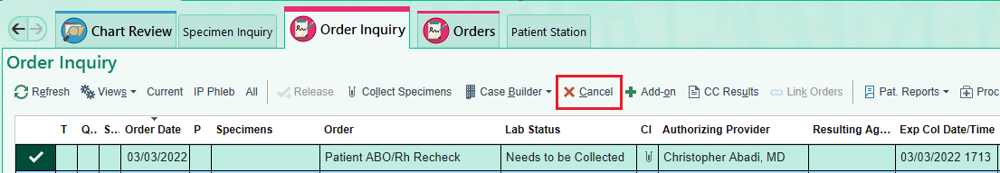 Chart Review Specimen Inquiry Order Inquiry Orders Patient Station
Order Inquiry
Refresh Views Current IP Phleb All Release Collect Specimens Case Builder Cancel Add-on CC Results Link Orders Pat. Reports Proc.
T Q... S... Order Date P Specimens Order Lab Status CI Authorizing Provider Resulting Ag... Exp Col Date/Time
03/03/2022 Patient ABO/Rh Recheck Needs to be Collected Christopher Abadi, MD 03/03/2022 1713